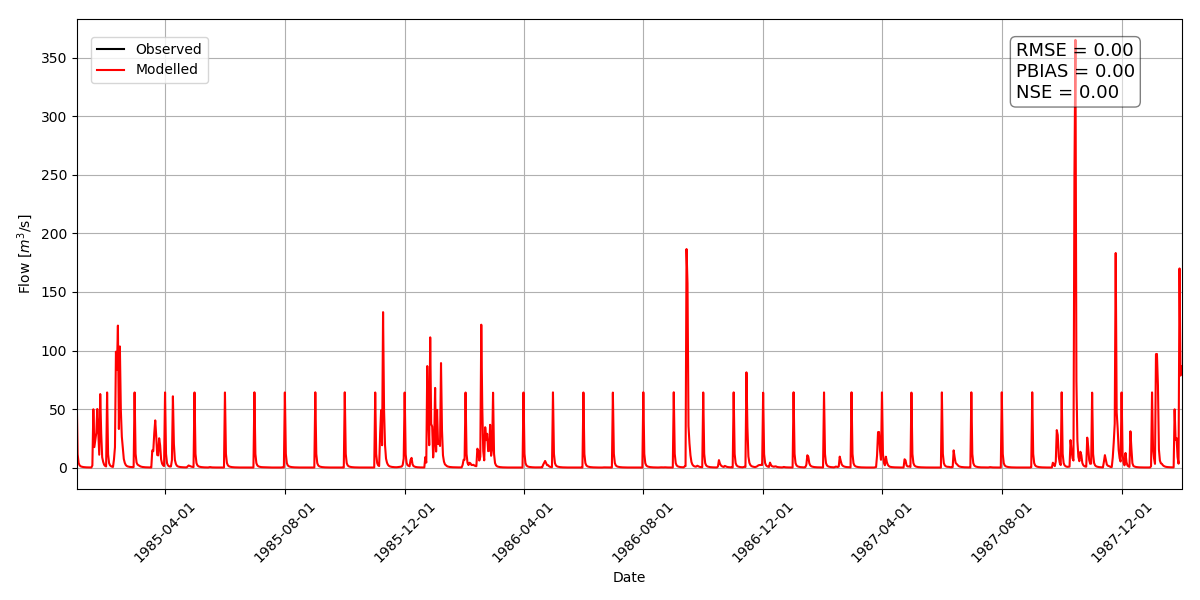 Observed
Modelled
RMSE = 0.00
PBIAS = 0.00
NSE = 0.00
Flow [m³/s]
350
300
250
200
150
100
50
0
1985-04-01
1985-08-01
1985-12-01
1986-04-01
1986-08-01
1986-12-01
1987-04-01
1987-08-01
1987-12-01
Date